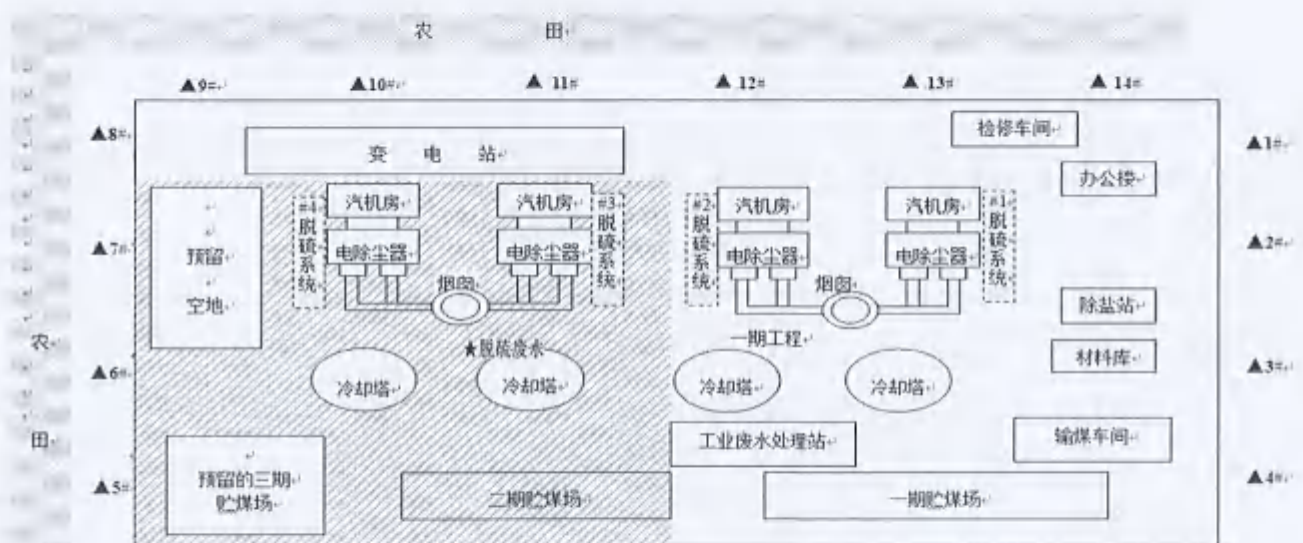 农 田
▲9# ▲10# ▲11# ▲12# ▲13# ▲14#
▲8#
▲1#
检修车间
变 电 站
办公楼
#4脱硫系统
汽机房
汽机房
#3脱硫系统
#2脱硫系统
汽机房
汽机房
#1脱硫系统
电除尘器
电除尘器
电除尘器
电除尘器
▲7#
▲2#
预留
空地
烟囱
烟囱
除盐站
★脱硫废水
一期工程
材料库
▲6#
▲3#
冷却塔
冷却塔
冷却塔
冷却塔
农
田
工业废水处理站
输煤车间
▲5#
▲4#
预留的三期
贮煤场
二期贮煤场
一期贮煤场